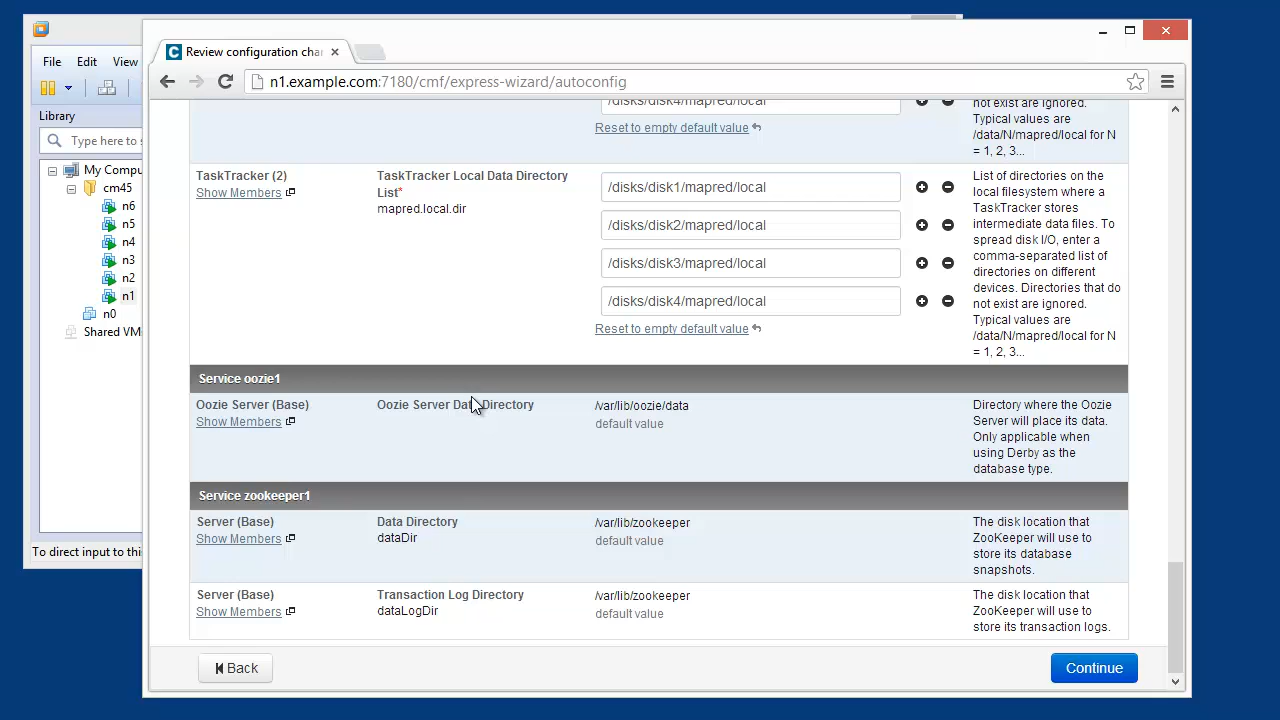 File Edit View
Library
Type here to s
My Compu
cm45
n6
n5
n4
n3
n2
n1
n0
Shared VMs
To direct input to this
Review configuration char
n1.example.com:7180/cmf/express-wizard/autoconfig
/disks/disk4/mapred/local
Reset to empty default value
not exist are ignored.
Typical values are
/data/N/mapred/local for N
= 1, 2, 3...
TaskTracker (2)
Show Members
TaskTracker Local Data Directory
List*
mapred.local.dir
/disks/disk1/mapred/local
/disks/disk2/mapred/local
/disks/disk3/mapred/local
/disks/disk4/mapred/local
Reset to empty default value
List of directories on the
local filesystem where a
TaskTracker stores
intermediate data files. To
spread disk I/O, enter a
comma-separated list of
directories on different
devices. Directories that do
not exist are ignored.
Typical values are
/data/N/mapred/local for N
= 1, 2, 3...
Service oozie1
Oozie Server (Base)
Show Members
Oozie Server Data Directory
/var/lib/oozie/data
default value
Directory where the Oozie
Server will place its data.
Only applicable when
using Derby as the
database type.
Service zookeeper1
Server (Base)
Show Members
Data Directory
dataDir
/var/lib/zookeeper
default value
The disk location that
ZooKeeper will use to
store its database
snapshots.
Server (Base)
Show Members
Transaction Log Directory
dataLogDir
/var/lib/zookeeper
default value
The disk location that
ZooKeeper will use to
store its transaction logs.
Back
Continue